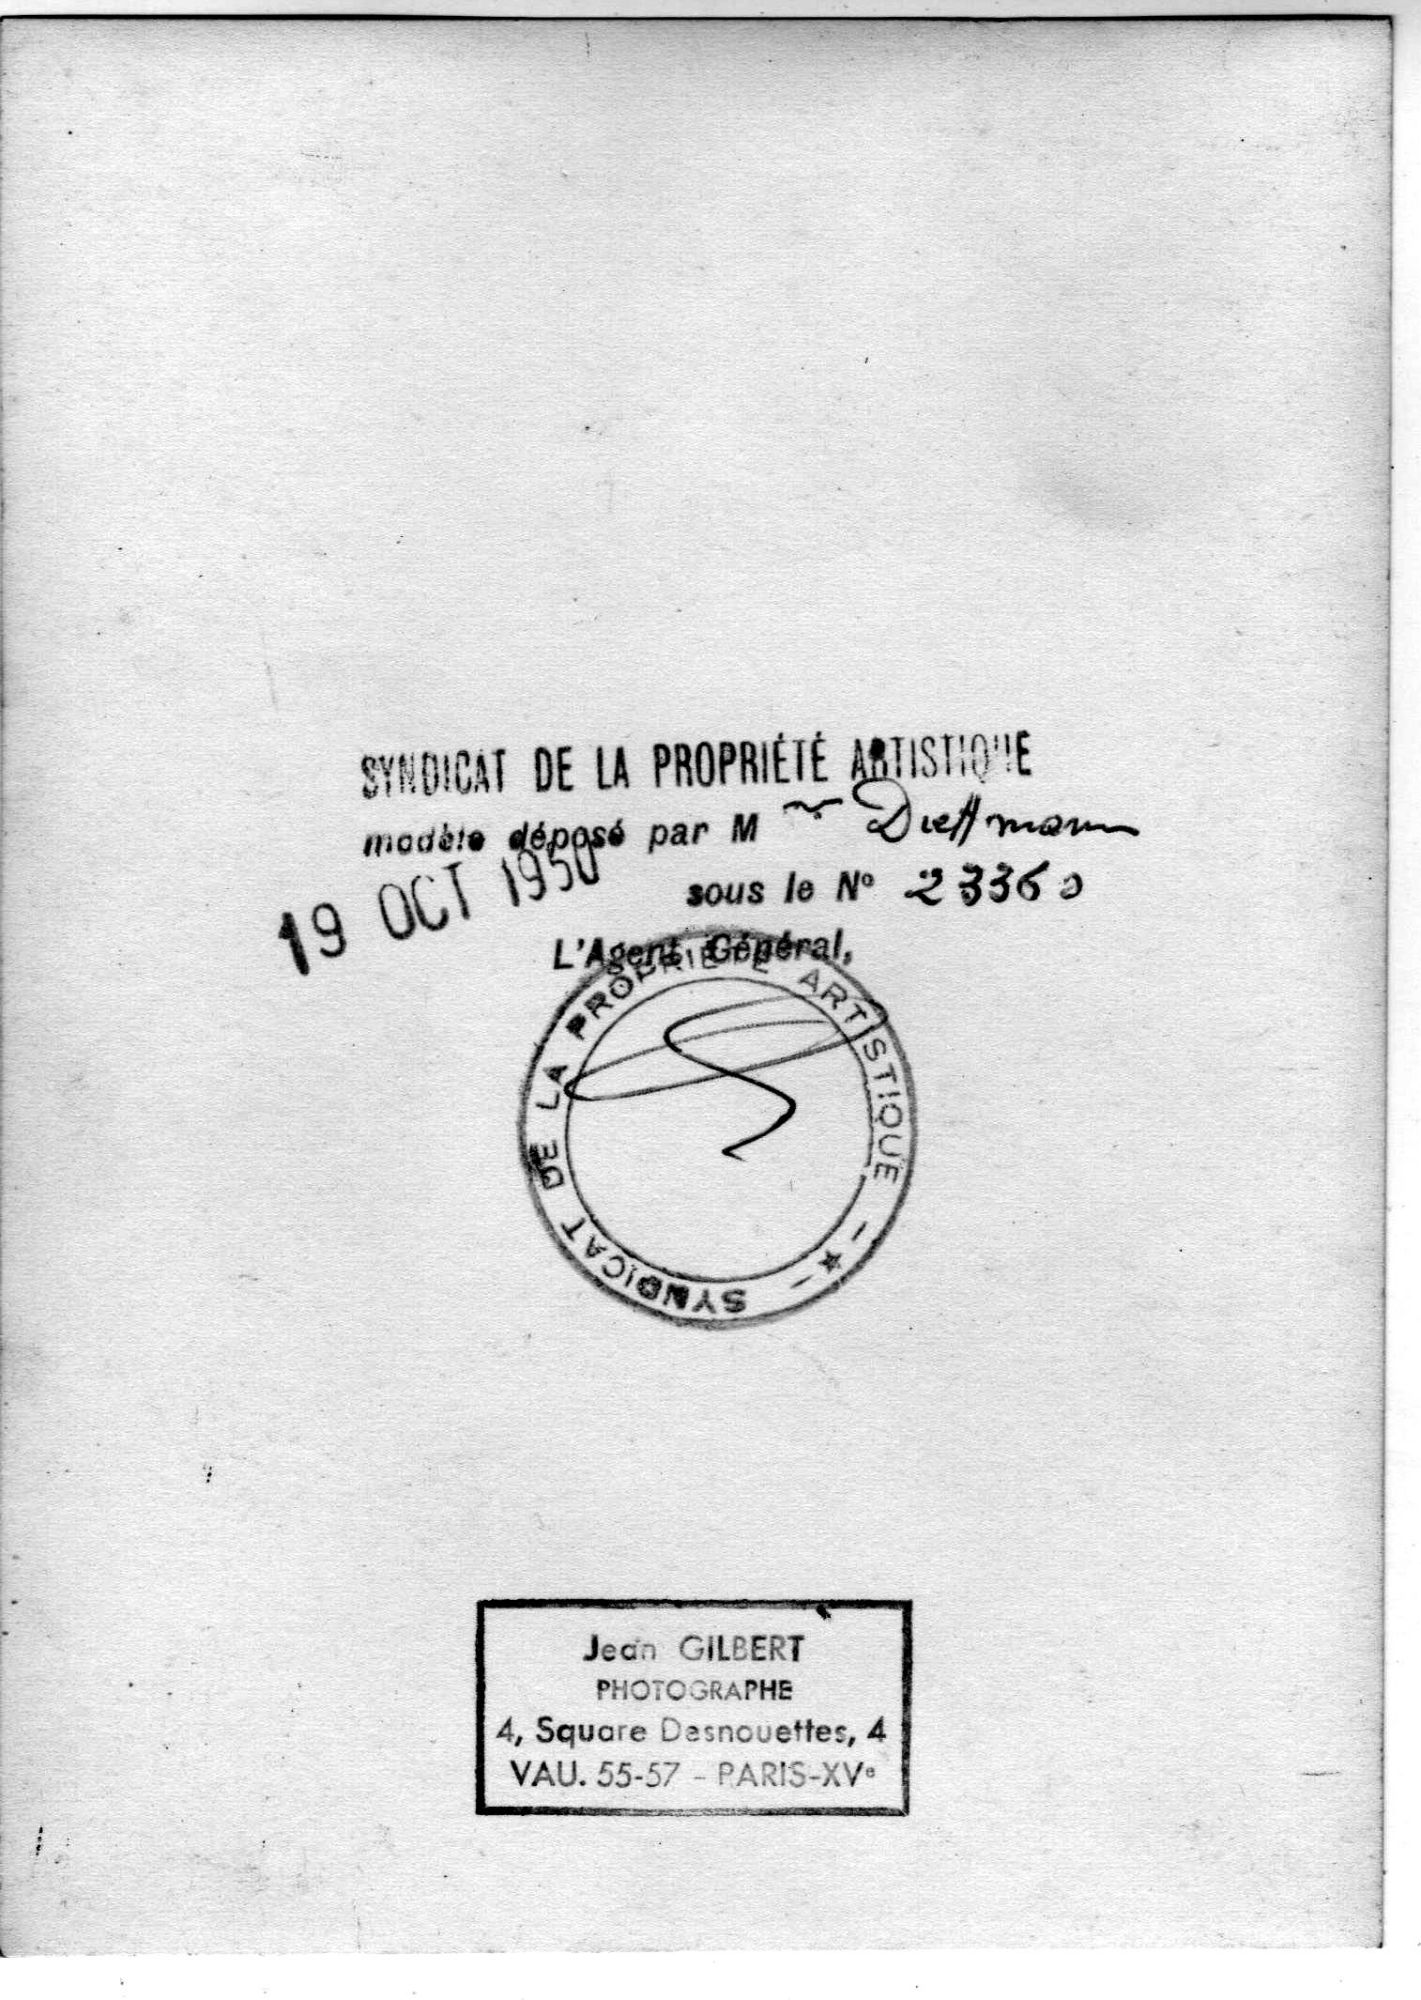 SYNDICAT DE LA PROPRIÉTÉ ARTISTIQUE
modèle déposé par M
19 OCT 1950
sous le N° 23360
L'Agent Général,
SYNDICAT DE LA PROPRIÉTÉ ARTISTIQUE - ★ -
Jean GILBERT
PHOTOGRAPHE
4, Square Desnouettes, 4
VAU. 55-57 - PARIS-XVe